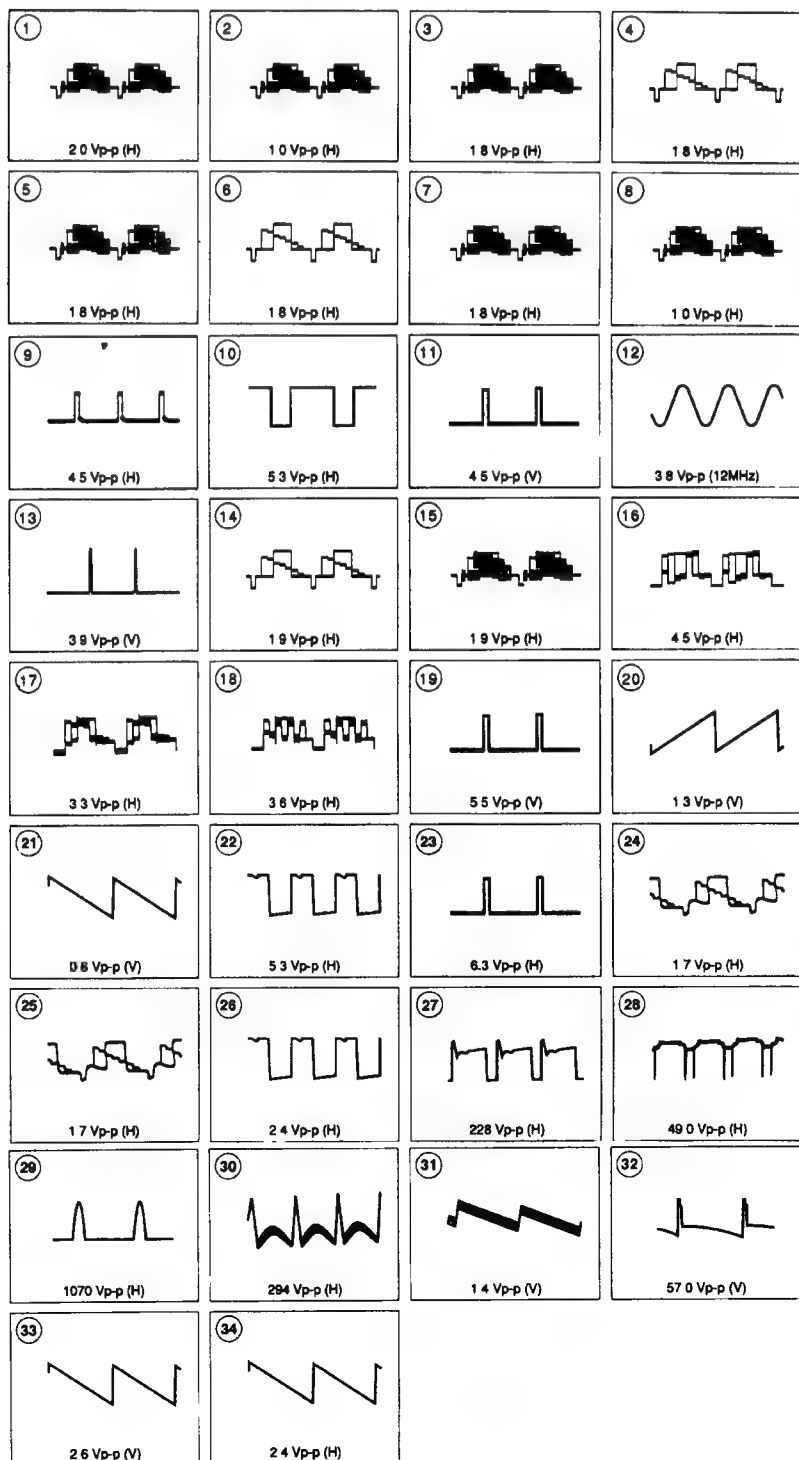 1
2 0 Vp-p (H)
2
1 0 Vp-p (H)
3
1 8 Vp-p (H)
4
1 8 Vp-p (H)
5
1 8 Vp-p (H)
6
1 8 Vp-p (H)
7
1 8 Vp-p (H)
8
1 0 Vp-p (H)
9
4 5 Vp-p (H)
10
5 3 Vp-p (H)
11
4 5 Vp-p (V)
12
3 8 Vp-p (12MHz)
13
3 9 Vp-p (V)
14
1 9 Vp-p (H)
15
1 9 Vp-p (H)
16
4 5 Vp-p (H)
17
3 3 Vp-p (H)
18
3 6 Vp-p (H)
19
5 5 Vp-p (V)
20
1 3 Vp-p (V)
21
Vp-p (V)
22
5 3 Vp-p (H)
23
6.3 Vp-p (H)
24
1 7 Vp-p (H)
25
1 7 Vp-p (H)
26
2 4 Vp-p (H)
27
228 Vp-p (H)
28
49 0 Vp-p (H)
29
1070 Vp-p (H)
30
294 Vp-p (H)
31
1 4 Vp-p (V)
32
57 0 Vp-p (V)
33
2 6 Vp-p (V)
34
2 4 Vp-p (H)